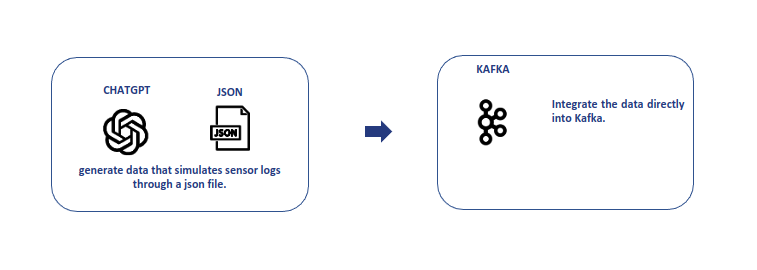 CHATGPT
JSON
JSON
generate data that simulates sensor logs
through a json file.
KAFKA
Integrate the data directly
into Kafka.